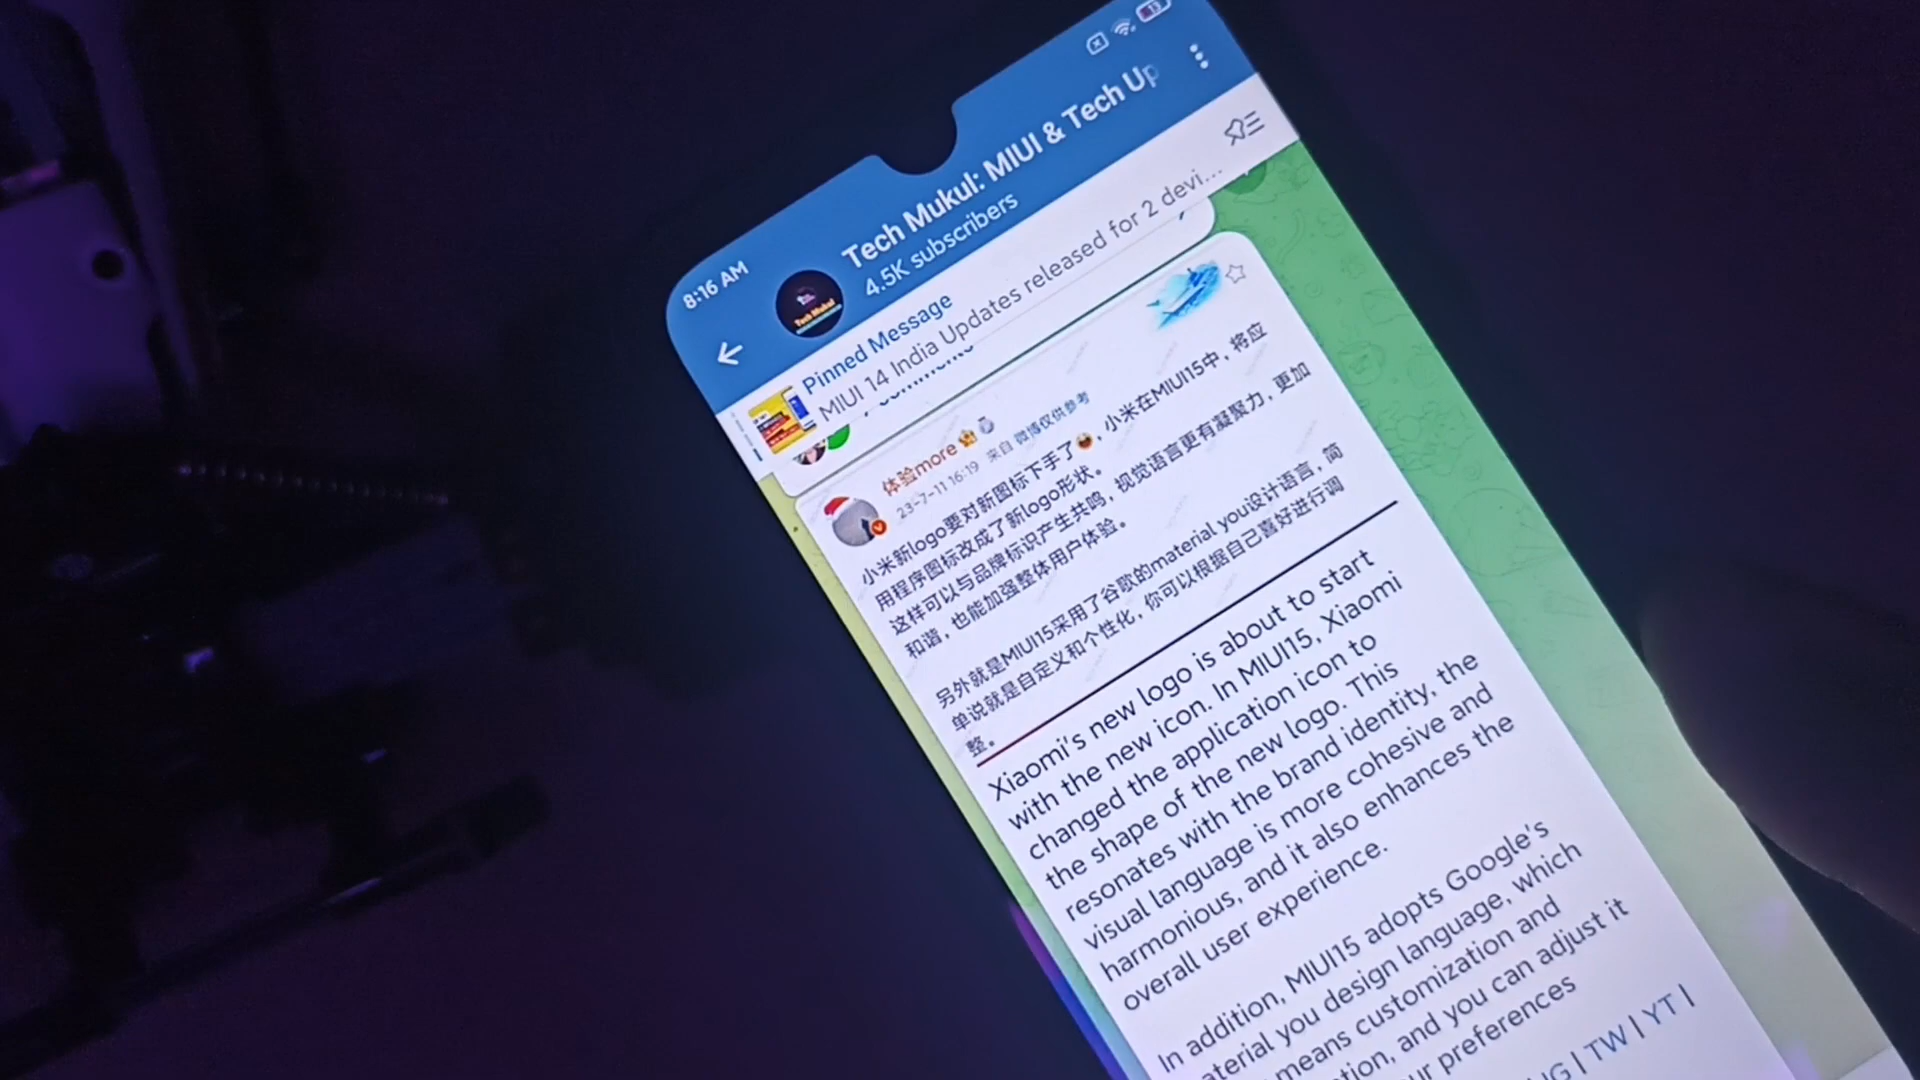 8:16 AM
13
Tech Mukul: MIUI & Tech Up
4.5K subscribers
Pinned Message
MIUI 14 India Updates released for 2 devi...
体验more
23-7-11 16:19 来自 微博仅供参考
小米新logo要对新图标下手了，小米在MIUI15中，将应
用程序图标改成了新logo形状。
这样可以与品牌标识产生共鸣，视觉语言更有凝聚力，更加
和谐，也能加强整体用户体验。
另外就是MIUI15采用了谷歌的material you设计语言，简
单说就是自定义和个性化，你可以根据自己喜好进行调
整。
Xiaomi's new logo is about to start
with the new icon. In MIUI15, Xiaomi
changed the application icon to
the shape of the new logo. This
resonates with the brand identity, the
visual language is more cohesive and
harmonious, and it also enhances the
overall user experience.
In addition, MIUI15 adopts Google's
aterial you design language, which
means customization and
tion, and you can adjust it
ur preferences
| TW | YT |